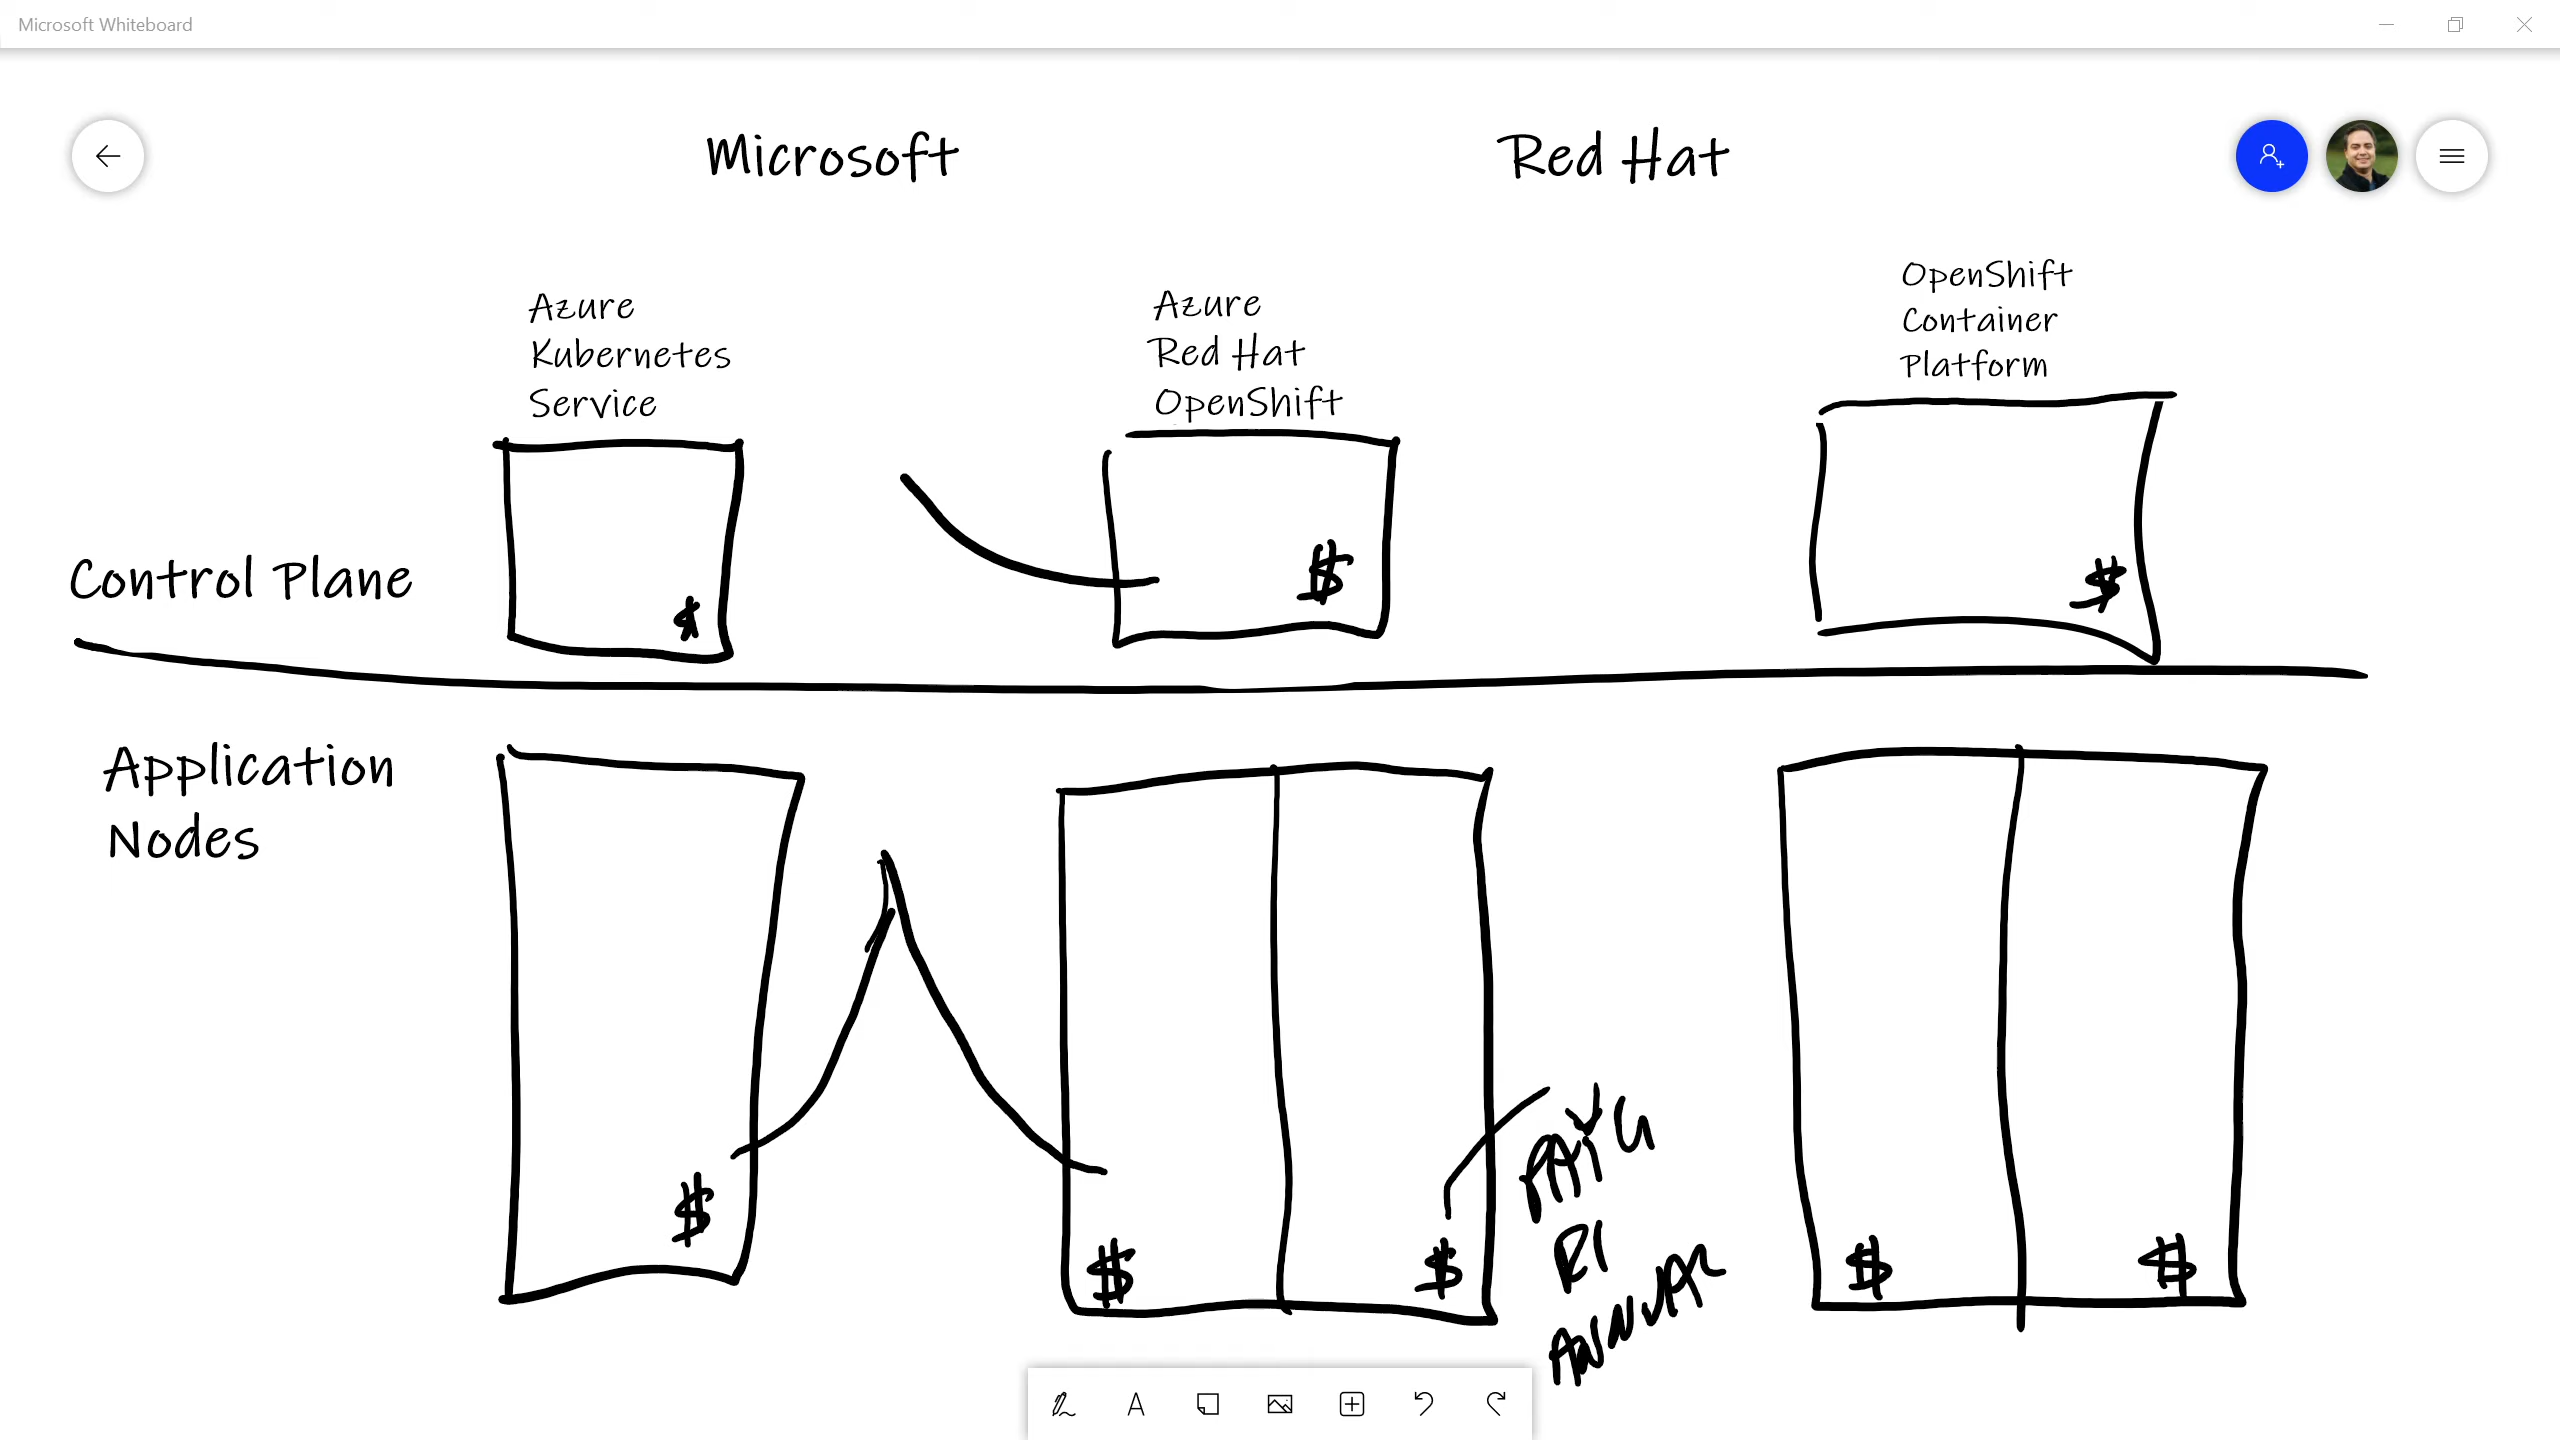 Microsoft Whiteboard
Microsoft
Red Hat
Azure
Kubernetes
Service
Azure
Red Hat
OpenShift
OpenShift
Container
Platform
Control Plane
$
$
$
Application
Nodes
$
$
$
PAYG
RI
ANNUAL
$
$